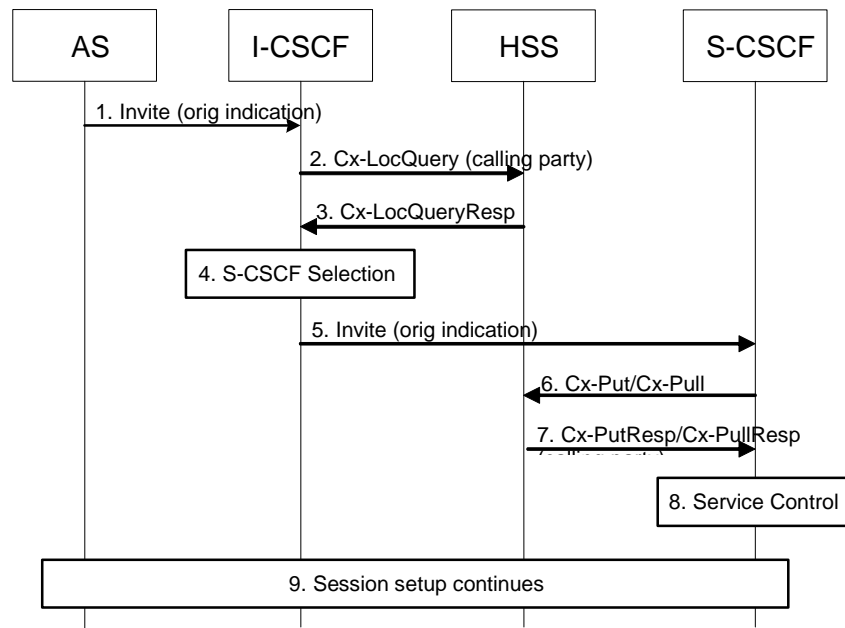 AS
I-CSCF
HSS
S-CSCF
1. Invite (orig indication)
2. Cx-LocQuery (calling party)
3. Cx-LocQueryResp
4. S-CSCF Selection
5. Invite (orig indication)
6. Cx-Put/Cx-Pull
7. Cx-PutResp/Cx-PullResp
(calling party)
8. Service Control
9. Session setup continues